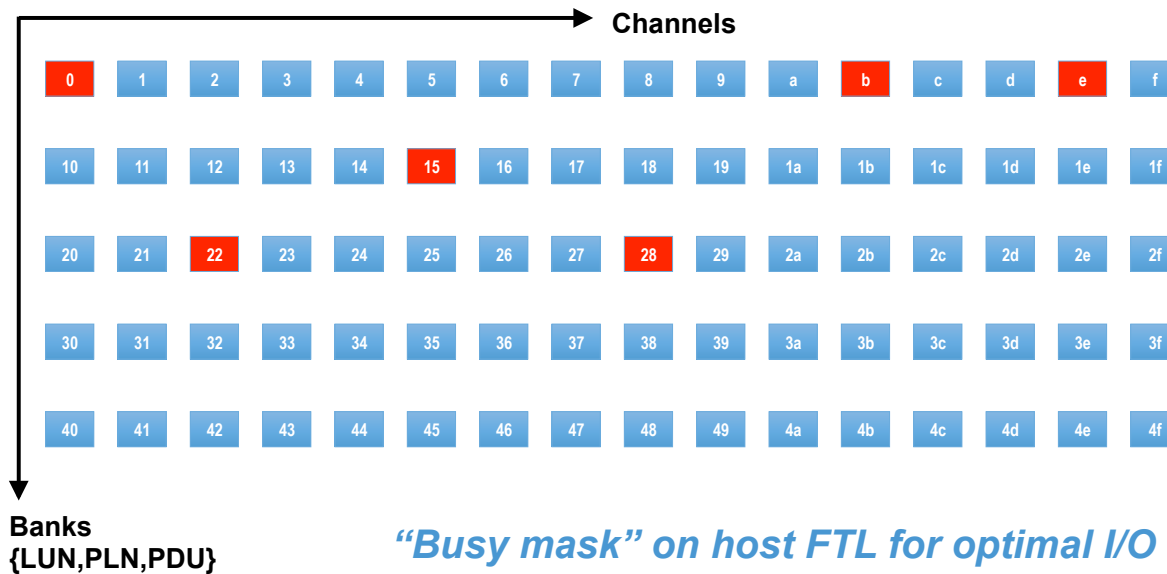 Channels
0 1 2 3 4 5 6 7 8 9 a b c d e f
10 11 12 13 14 15 16 17 18 19 1a 1b 1c 1d 1e 1f
20 21 22 23 24 25 26 27 28 29 2a 2b 2c 2d 2e 2f
30 31 32 33 34 35 36 37 38 39 3a 3b 3c 3d 3e 3f
40 41 42 43 44 45 46 47 48 49 4a 4b 4c 4d 4e 4f
Banks
{LUN,PLN,PDU}
“Busy mask” on host FTL for optimal I/O